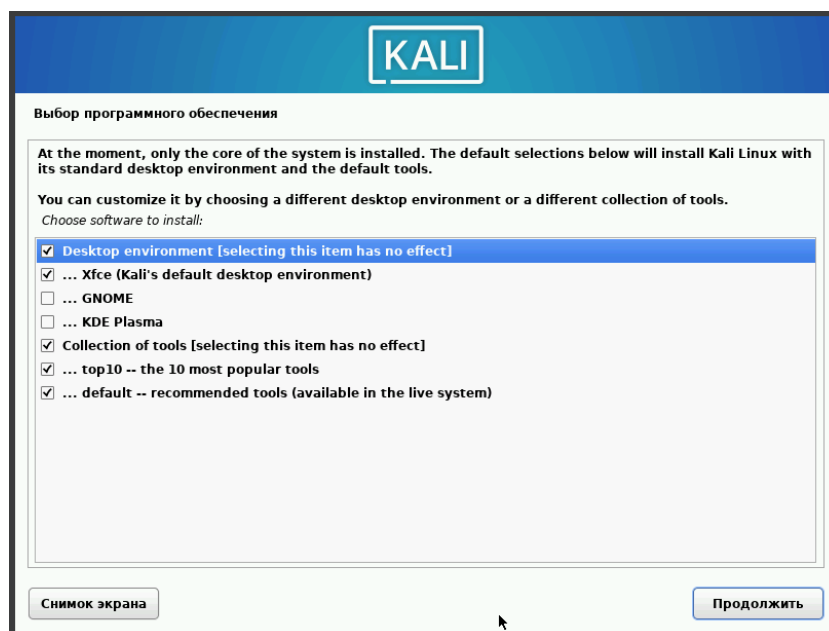 KALI
Выбор программного обеспечения
At the moment, only the core of the system is installed. The default selections below will install Kali Linux with
its standard desktop environment and the default tools.
You can customize it by choosing a different desktop environment or a different collection of tools.
Choose software to install:
Desktop environment [selecting this item has no effect]
... Xfce (Kali's default desktop environment)
... GNOME
... KDE Plasma
Collection of tools [selecting this item has no effect]
... top10 -- the 10 most popular tools
... default -- recommended tools (available in the live system)
Снимок экрана
Продолжить